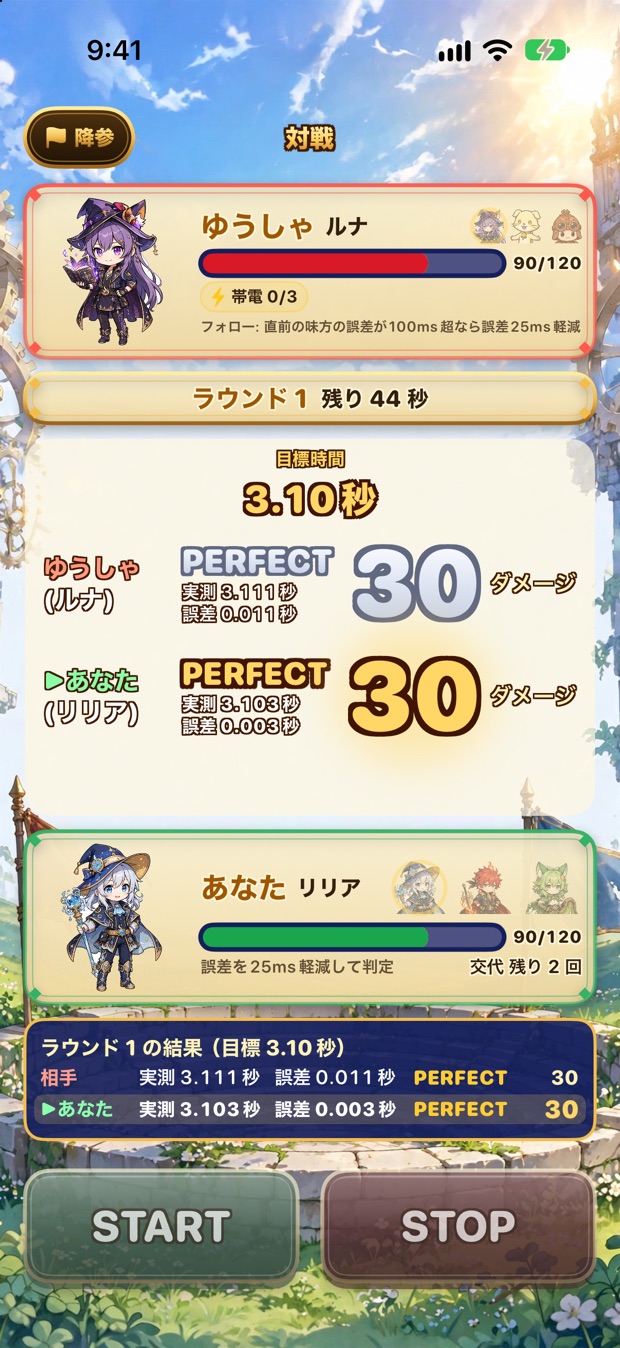 9:41
降参
対戦
ゆうしゃ ルナ
90/120
帯電 0/3
フォロー: 直前の味方の誤差が100ms超なら誤差25ms軽減
ラウンド1 残り 44 秒
目標時間
3.10秒
ゆうしゃ
(ルナ)
PERFECT
実測 3.111 秒
誤差 0.011 秒
30 ダメージ
▶あなた
(リリア)
PERFECT
実測 3.103 秒
誤差 0.003 秒
30 ダメージ
あなた リリア
90/120
誤差を25ms軽減して判定
交代 残り 2 回
ラウンド 1 の結果（目標 3.10 秒）
相手 実測 3.111 秒 誤差 0.011 秒 PERFECT 30
▶あなた 実測 3.103 秒 誤差 0.003 秒 PERFECT 30
START
STOP